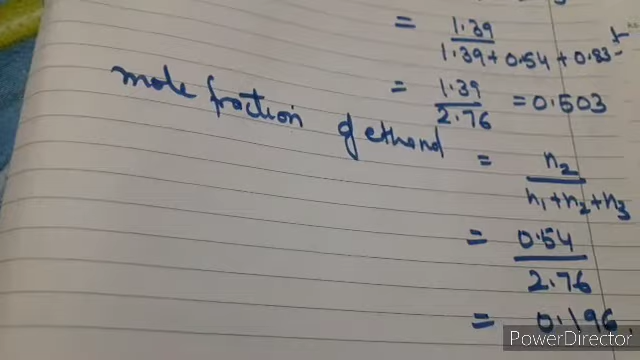 = 1.39
1.39 + 0.54 + 0.83
= 1.39
2.76 = 0.503
mole fraction of ethanol = n2
n1 + n2 + n3
= 0.54
2.76
= 0.196
PowerDirector